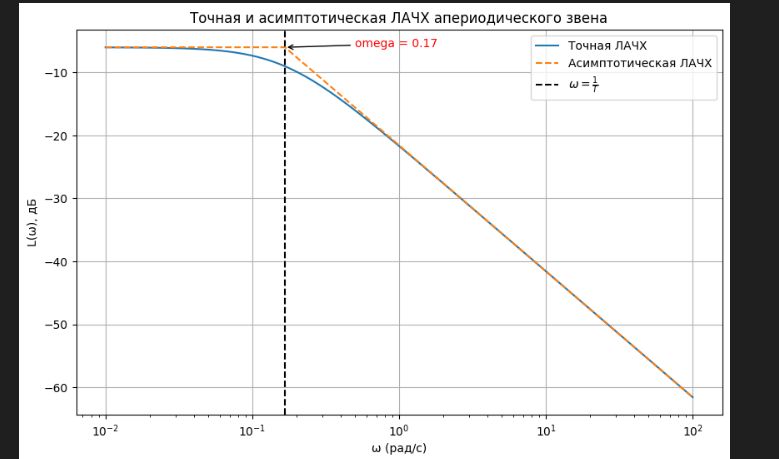 Точная и асимптотическая ЛАЧХ апериодического звена
omega = 0.17
Точная ЛАЧХ
Асимптотическая ЛАЧХ
ω = 1/T
L(ω), дБ
−10
−20
−30
−40
−50
−60
10⁻²
10⁻¹
10⁰
10¹
10²
ω (рад/с)